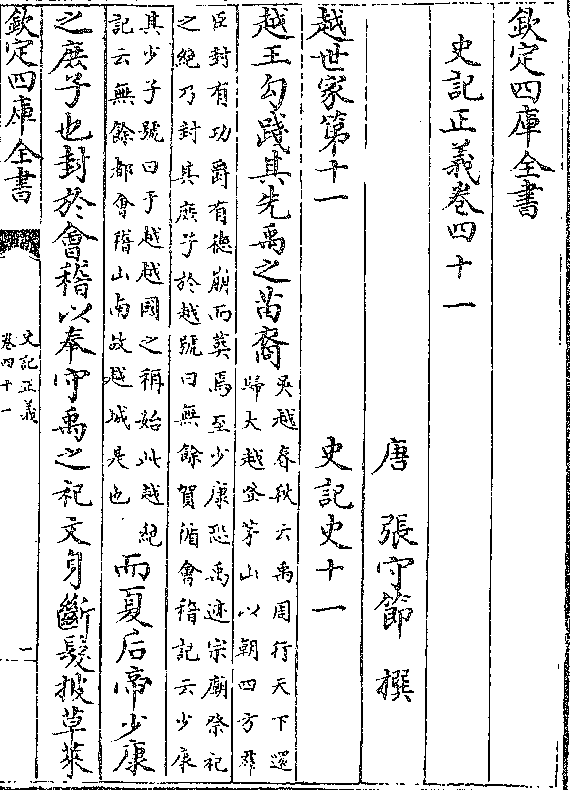 欽定四庫全書
史記正義卷四十一
唐 張守節 撰
越世家第十一 史記史十一
越王勾踐其先禹之苗裔
吳越春秋云禹周行天下還
歸大越登茅山以朝四方群
臣封有功爵有德崩而葬焉至少康恐禹迹宗廟祭祀
之絶乃封其庶子於越號曰無餘賀循會稽記云少康
其少子號曰于越越國之稱始此越絶
記云無餘都會稽山南故越城是也
而夏后帝少康
之庶子也封於會稽以奉守禹之祀文身斷髮披草萊
欽定四庫全書
史記正義
卷四十一
一